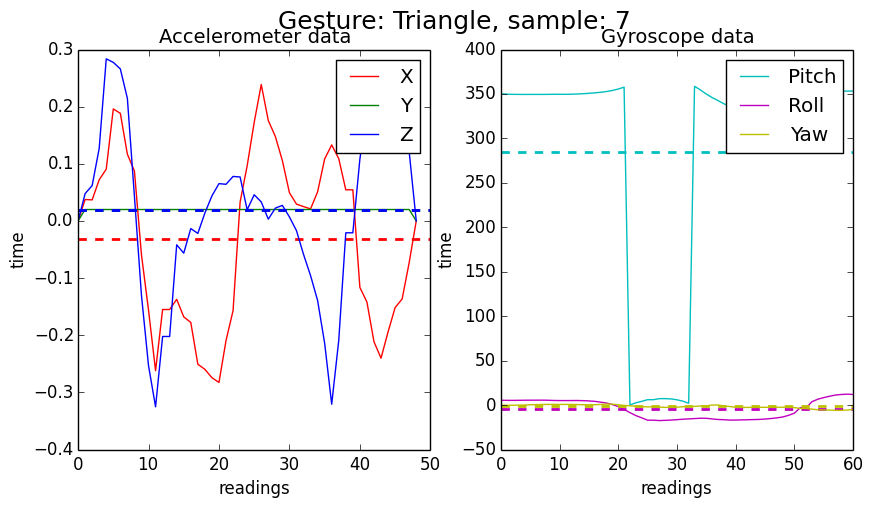 Gesture: Triangle, sample: 7
Accelerometer data
0.3
0.2
0.1
0.0
−0.1
−0.2
−0.3
−0.4
time
0
10
20
30
40
50
readings
X
Y
Z
Gyroscope data
400
350
300
250
200
150
100
50
0
−50
time
0
10
20
30
40
50
60
readings
Pitch
Roll
Yaw